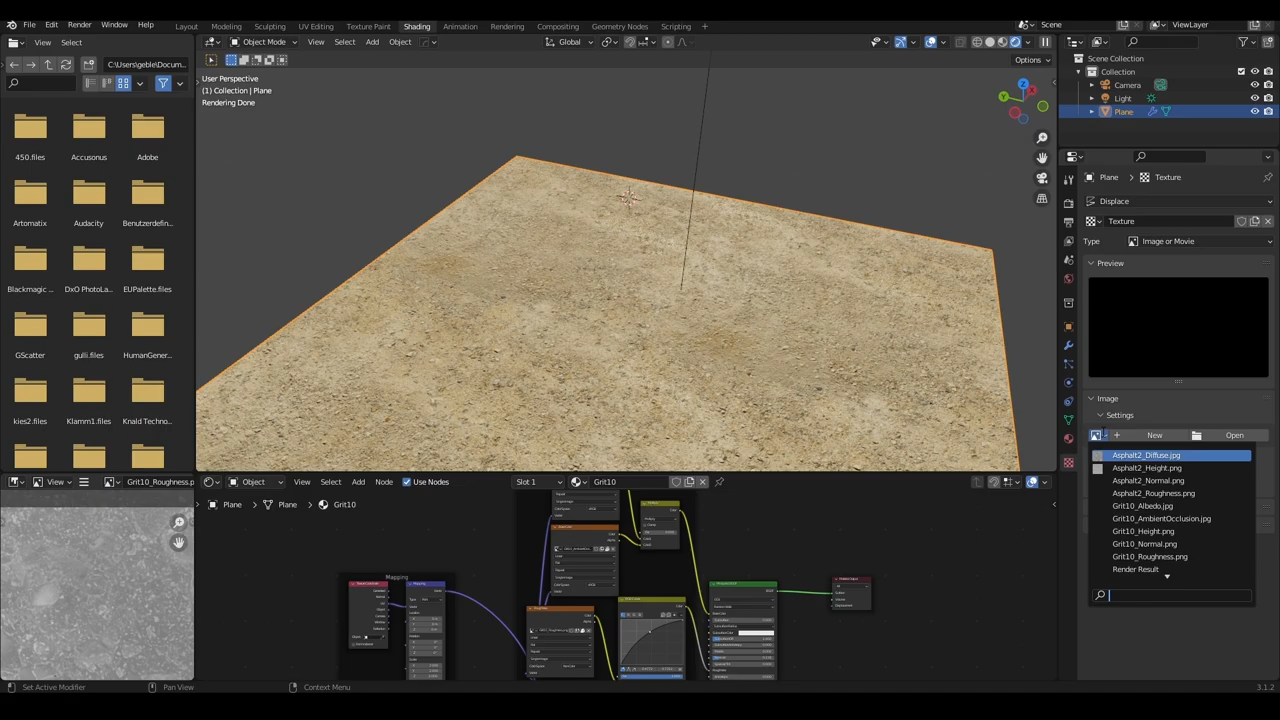 File Edit Render Window Help Layout Modeling Sculpting UV Editing Texture Paint Shading Animation Rendering Compositing Geometry Nodes Scripting + Scene ViewLayer
View Select Object Mode View Select Add Object Global
C:\Users\geble\Docum...
Options
User Perspective
(1) Collection | Plane
Rendering Done
Scene Collection
Collection
Camera
Light
Plane
450.files Accusonus Adobe
Artomatix Audacity Benutzerdefin...
Blackmagic DxO PhotoLa... EUPalette.files
GScatter gulli.files HumanGener...
kies2.files Klamm1.files Knald Techno...
Z
Y
X
Plane Texture
Displace
Texture
Type Image or Movie
Preview
Image
Settings
New Open
Asphalt2_Diffuse.jpg
Asphalt2_Height.png
Asphalt2_Normal.png
Asphalt2_Roughness.png
Grit10_Albedo.jpg
Grit10_AmbientOcclusion.jpg
Grit10_Height.png
Grit10_Normal.png
Grit10_Roughness.png
Render Result
View Grit10_Roughness.p
Object View Select Add Node Use Nodes Slot 1 Grit10
Plane Plane Grit10
Mapping
Mapping
Roughness
Set Active Modifier Pan View Context Menu 3.1.2